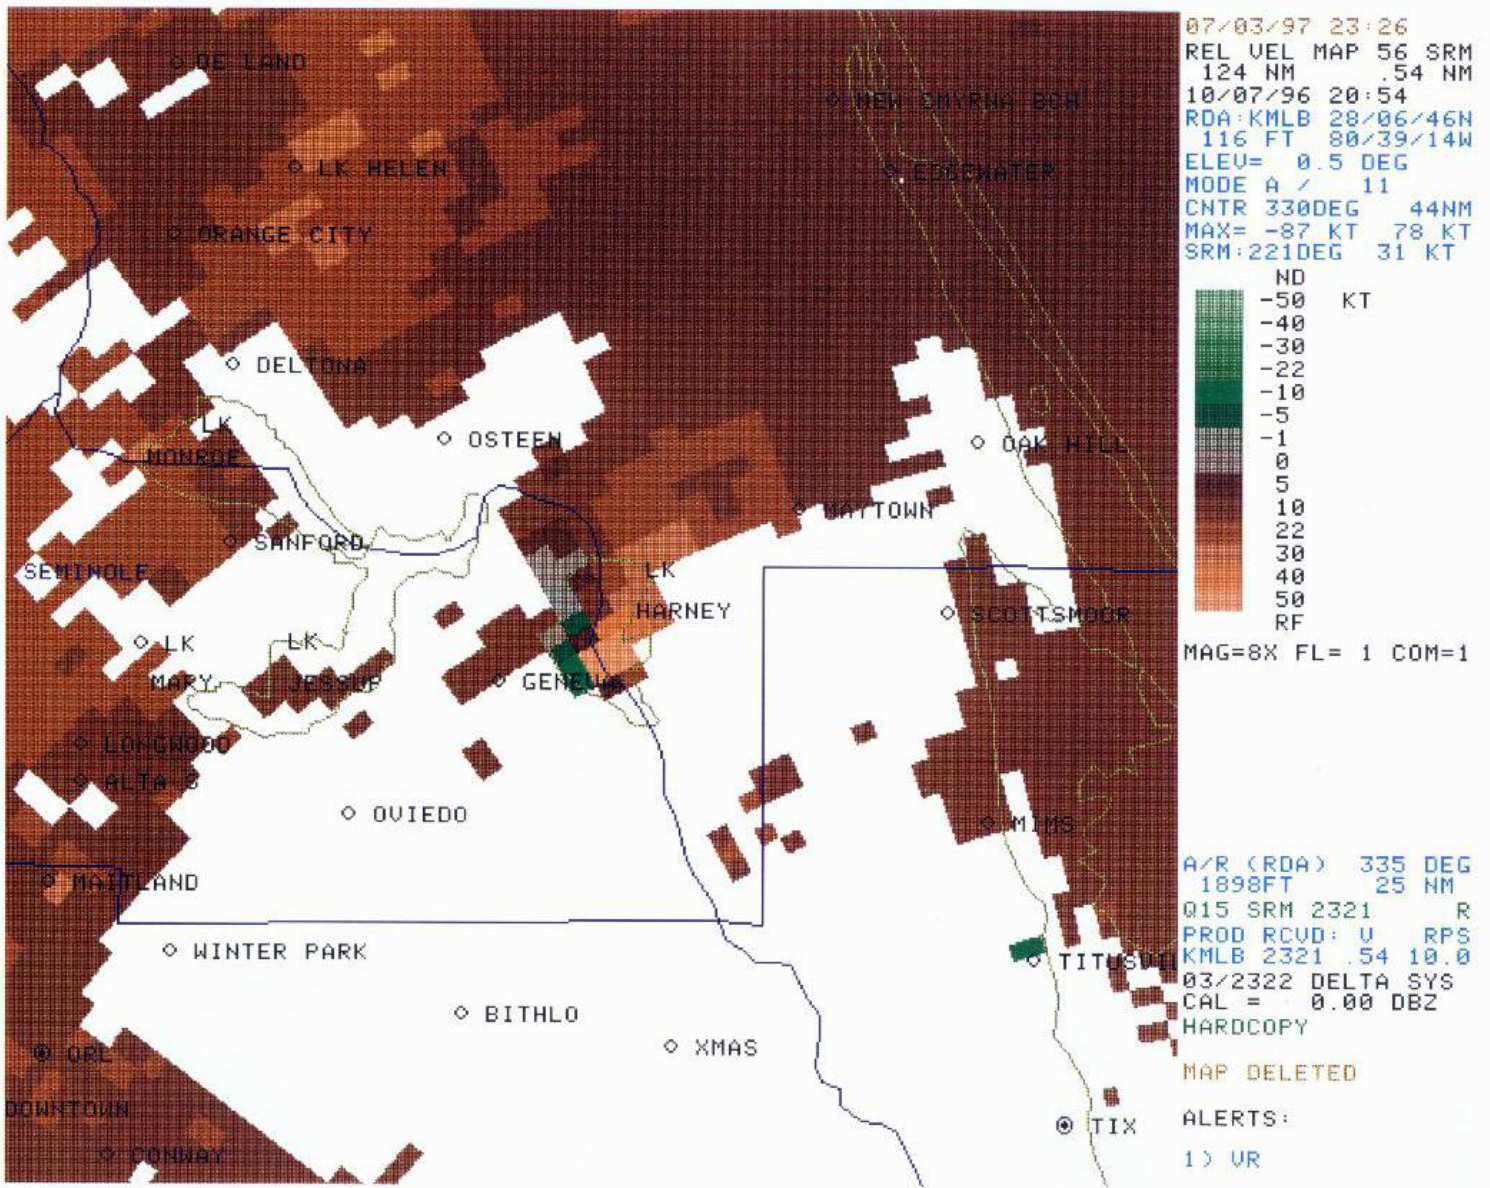 07/03/97 23:26
REL VEL MAP 56 SRM
124 NM .54 NM
10/07/96 20:54
RDA:KMLB 28/06/46N
116 FT 80/39/14W
ELEV= 0.5 DEG
MODE A / 11
CNTR 330DEG 44NM
MAX= -87 KT 78 KT
SRM:221DEG 31 KT
ND
-50 KT
-40
-30
-22
-10
-5
-1
0
5
10
22
30
40
50
RF
MAG=8X FL= 1 COM=1
A/R (RDA) 335 DEG
1898FT 25 NM
Q15 SRM 2321 R
PROD RCVD: V RPS
KMLB 2321 .54 10.0
03/2322 DELTA SYS
CAL = 0.00 DBZ
HARDCOPY
MAP DELETED
ALERTS:
1) VR
DE LAND
NEW SMYRNA BCH
LK HELEN
EDGEWATER
ORANGE CITY
DELTONA
LK
MONROE
OSTEEN
OAK HILL
MAYTOWN
SANFORD
SEMINOLE
LK
HARNEY
SCOTTSMOOR
LK
MARY
LK
JESSUP
GENEVA
LONGWOOD
ALTA S
OVIEDO
MIMS
MAITLAND
WINTER PARK
TITUSVIL
BITHLO
XMAS
ORL
DOWNTOWN
TIX
CONWAY